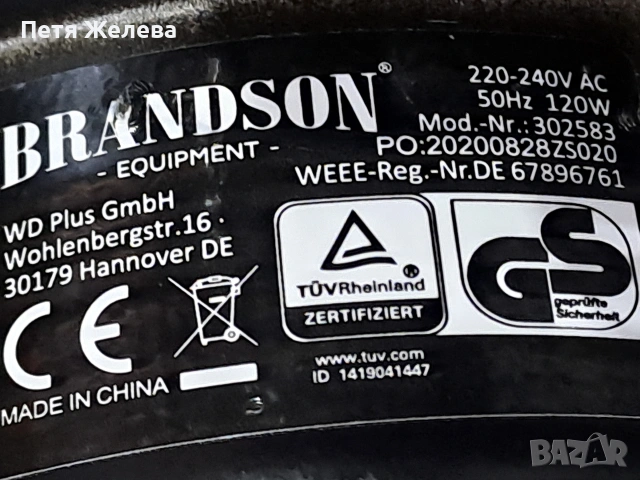 Петя Желева
BRANDSON®
- EQUIPMENT -
220-240V AC
50Hz 120W
Mod.-Nr.: 302583
PO:20200828ZS020
WEEE-Reg.-Nr.DE 67896761
WD Plus GmbH
Wohlenbergstr.16 ·
30179 Hannover DE
CE
MADE IN CHINA
®
TÜVRheinland
ZERTIFIZIERT
www.tuv.com
ID 1419041447
GS
geprüfte
Sicherheit
3
BAZAR